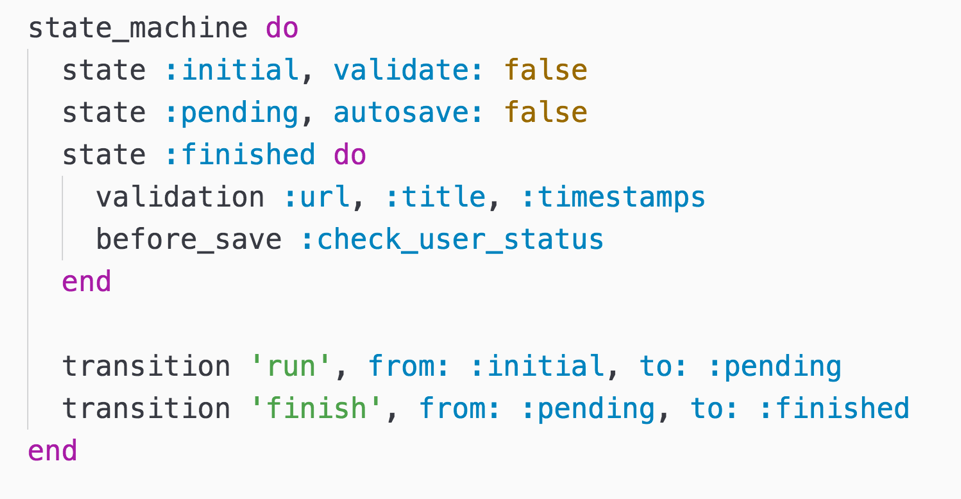 state_machine do
  state :initial, validate: false
  state :pending, autosave: false
  state :finished do
    validation :url, :title, :timestamps
    before_save :check_user_status
  end

  transition 'run', from: :initial, to: :pending
  transition 'finish', from: :pending, to: :finished
end